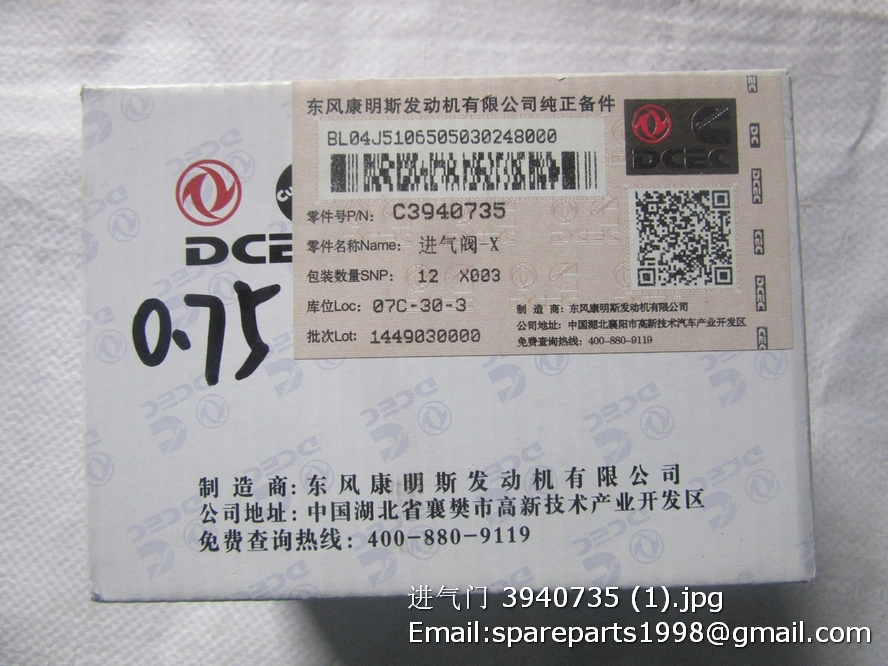 东风康明斯发动机有限公司纯正备件
BL04J5106505030248000
DCEC
零件号P/N: C3940735
零件名称Name: 进气阀-X
包装数量SNP: 12 X003
库位Loc: 07C-30-3
批次Lot: 1449030000
制 造 商: 东风康明斯发动机有限公司
公司地址: 中国湖北襄阳市高新技术汽车产业开发区
免费查询热线: 400-880-9119
Cu
DCE
0.75
制 造 商: 东风康明斯发动机有限公司
公司地址: 中国湖北省襄樊市高新技术产业开发区
免费查询热线: 400-880-9119
进气门 3940735 (1).jpg
Email:spareparts1998@gmail.com